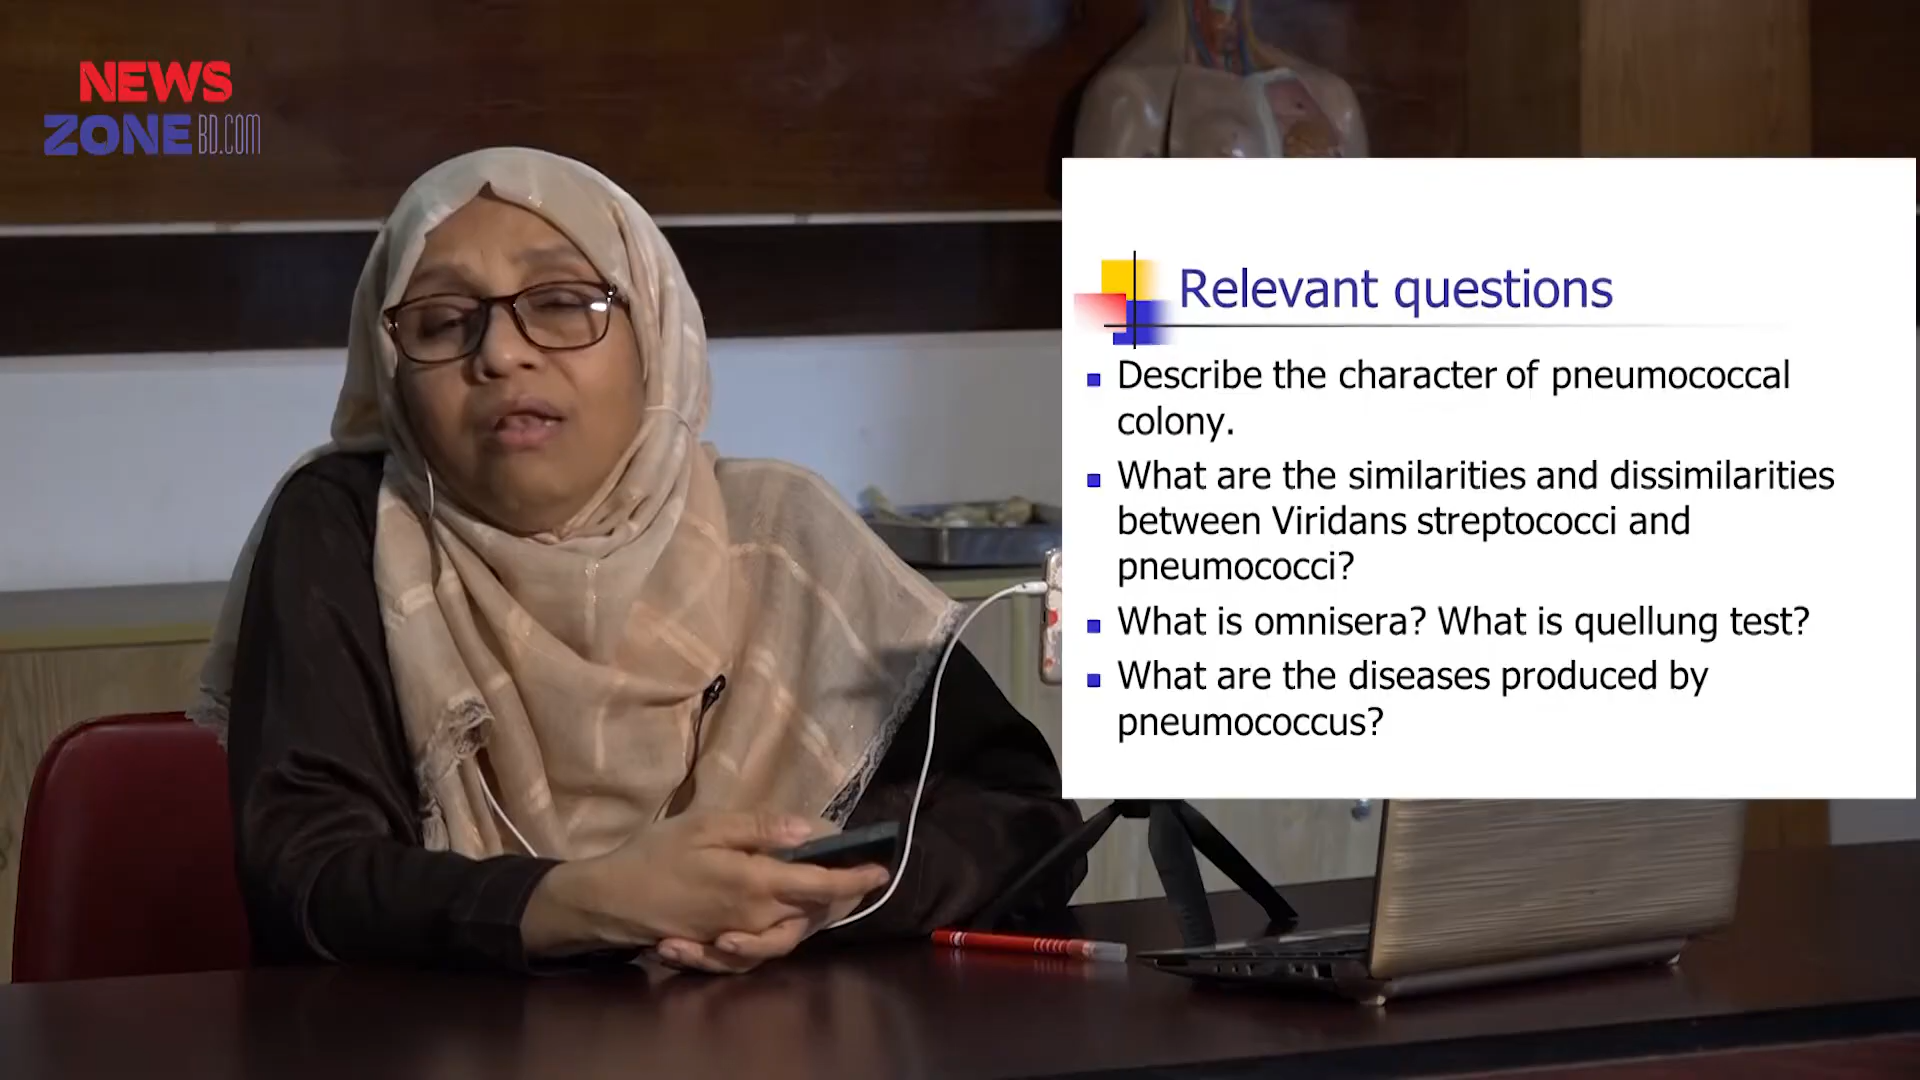 NEWS
ZONE BD.COM
Relevant questions
Describe the character of pneumococcal
colony.
What are the similarities and dissimilarities
between Viridans streptococci and
pneumococci?
What is omnisera? What is quellung test?
What are the diseases produced by
pneumococcus?